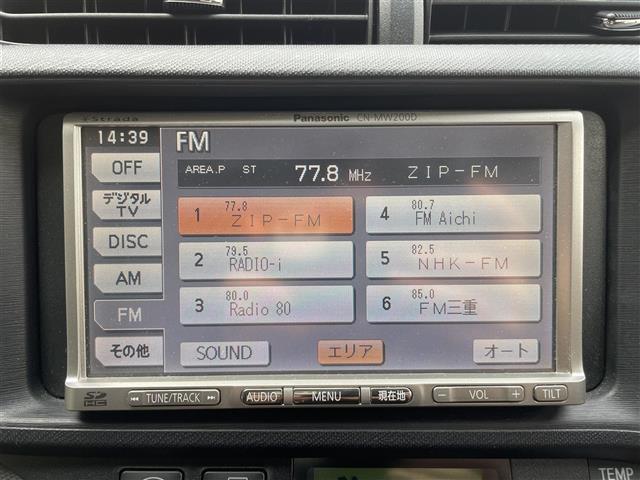 Strada
Panasonic CN-MW200D
14:39
FM
OFF
AREA.P ST 77.8 MHz ZIP-FM
デジタル
TV
1 77.8 ZIP-FM
4 80.7 FM Aichi
DISC
2 79.5 RADIO-i
5 82.5 NHK-FM
AM
3 80.0 Radio 80
6 85.0 FM三重
FM
その他
SOUND
エリア
オート
SD HC
TUNE/TRACK
AUDIO
MENU
現在地
− VOL +
TILT
TEMP